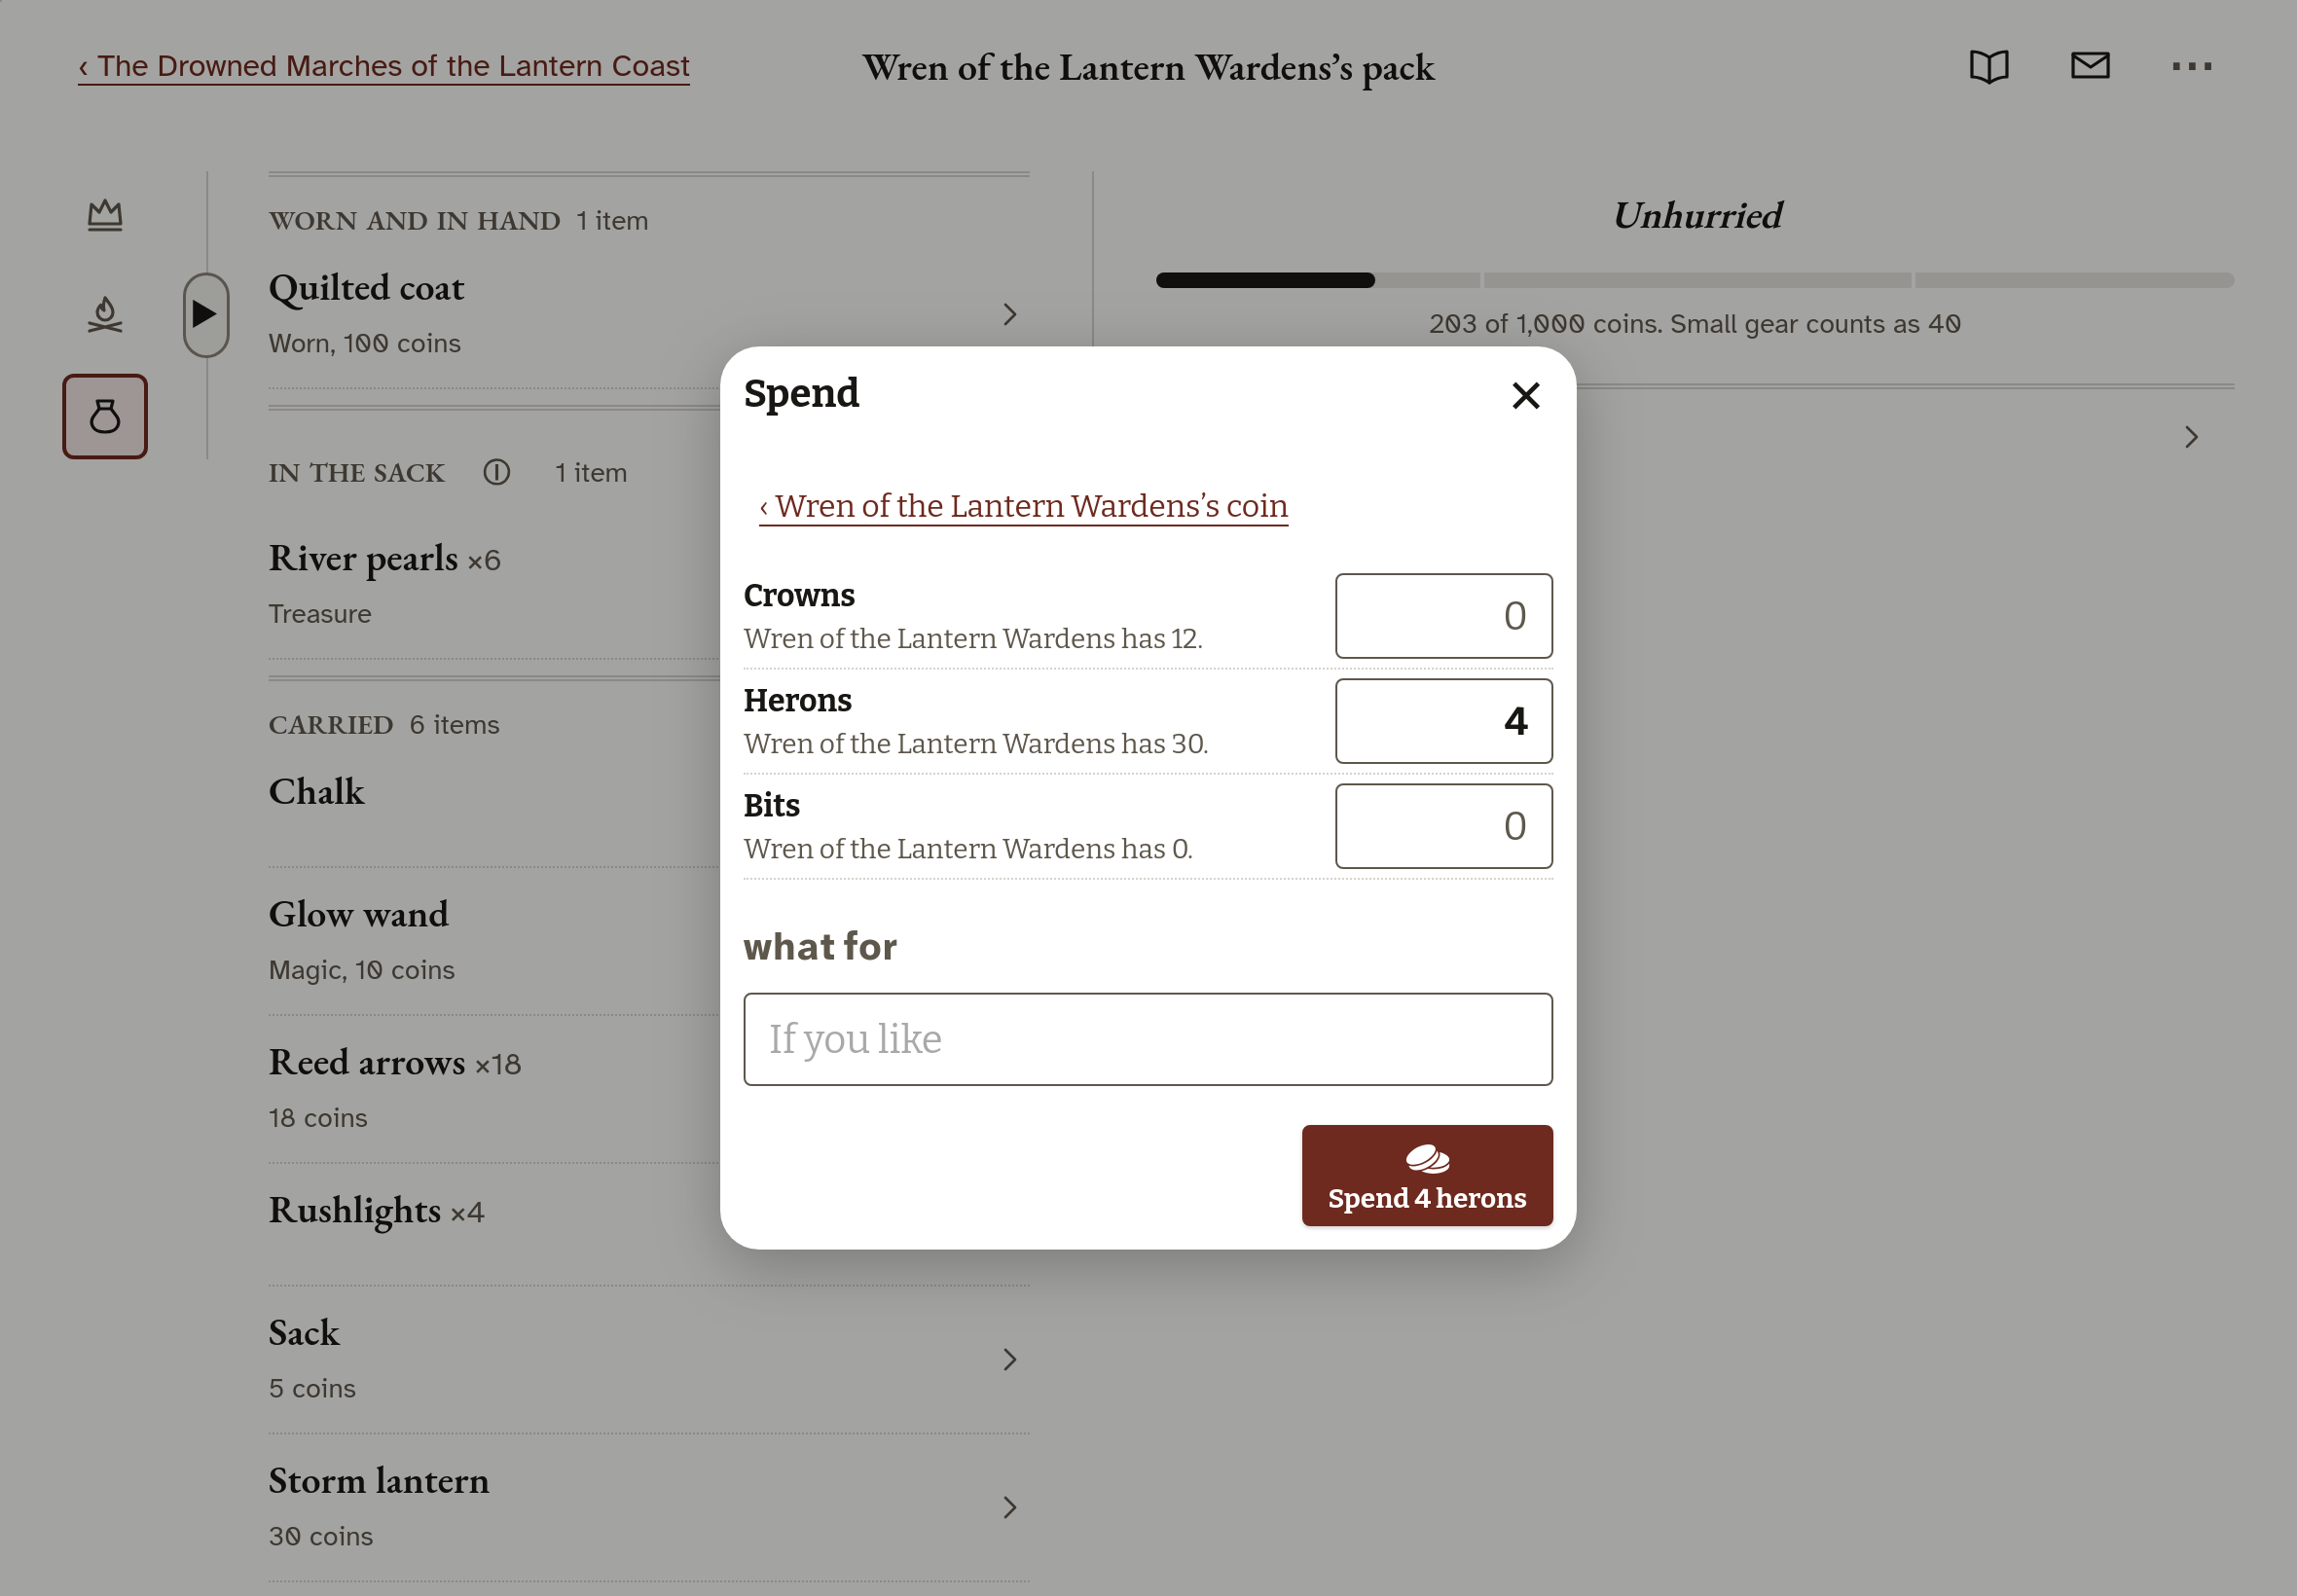 ‹ The Drowned Marches of the Lantern Coast
Wren of the Lantern Wardens’s pack
WORN AND IN HAND 1 item
Quilted coat
Worn, 100 coins
IN THE SACK 1 item
River pearls ×6
Treasure
CARRIED 6 items
Chalk
Glow wand
Magic, 10 coins
Reed arrows ×18
18 coins
Rushlights ×4
Sack
5 coins
Storm lantern
30 coins
Unhurried
203 of 1,000 coins. Small gear counts as 40
Spend
‹ Wren of the Lantern Wardens’s coin
Crowns
Wren of the Lantern Wardens has 12.
0
Herons
Wren of the Lantern Wardens has 30.
4
Bits
Wren of the Lantern Wardens has 0.
0
what for
If you like
Spend 4 herons